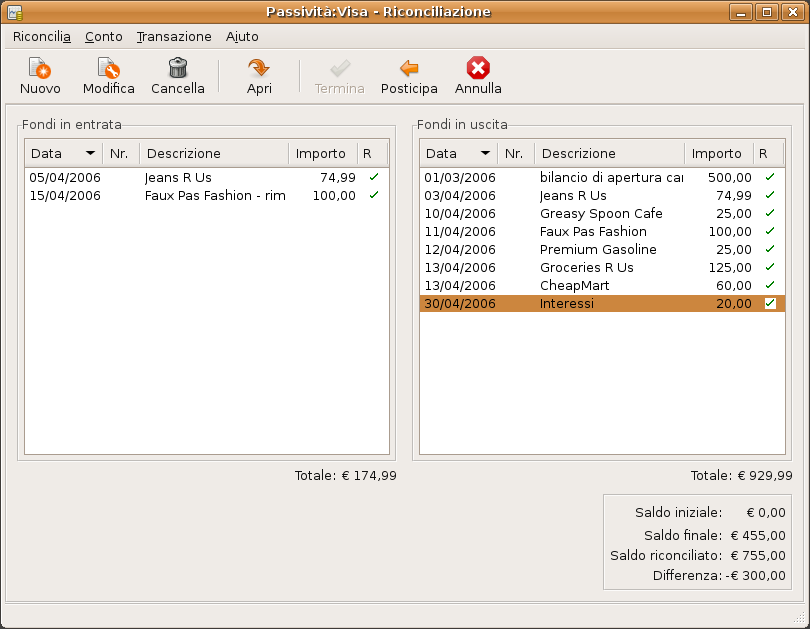 Passività:Visa - Riconciliazione
Riconcilia Conto Transazione Aiuto
Nuovo Modifica Cancella Apri Termina Posticipa Annulla
Fondi in entrata
Data Nr. Descrizione Importo R
05/04/2006 Jeans R Us 74,99 ✓
15/04/2006 Faux Pas Fashion - rim 100,00 ✓
Totale: € 174,99
Fondi in uscita
Data Nr. Descrizione Importo R
01/03/2006 bilancio di apertura car 500,00 ✓
03/04/2006 Jeans R Us 74,99 ✓
10/04/2006 Greasy Spoon Cafe 25,00 ✓
11/04/2006 Faux Pas Fashion 100,00 ✓
12/04/2006 Premium Gasoline 25,00 ✓
13/04/2006 Groceries R Us 125,00 ✓
13/04/2006 CheapMart 60,00 ✓
30/04/2006 Interessi 20,00 ✓
Totale: € 929,99
Saldo iniziale: € 0,00
Saldo finale: € 455,00
Saldo riconciliato: € 755,00
Differenza: -€ 300,00